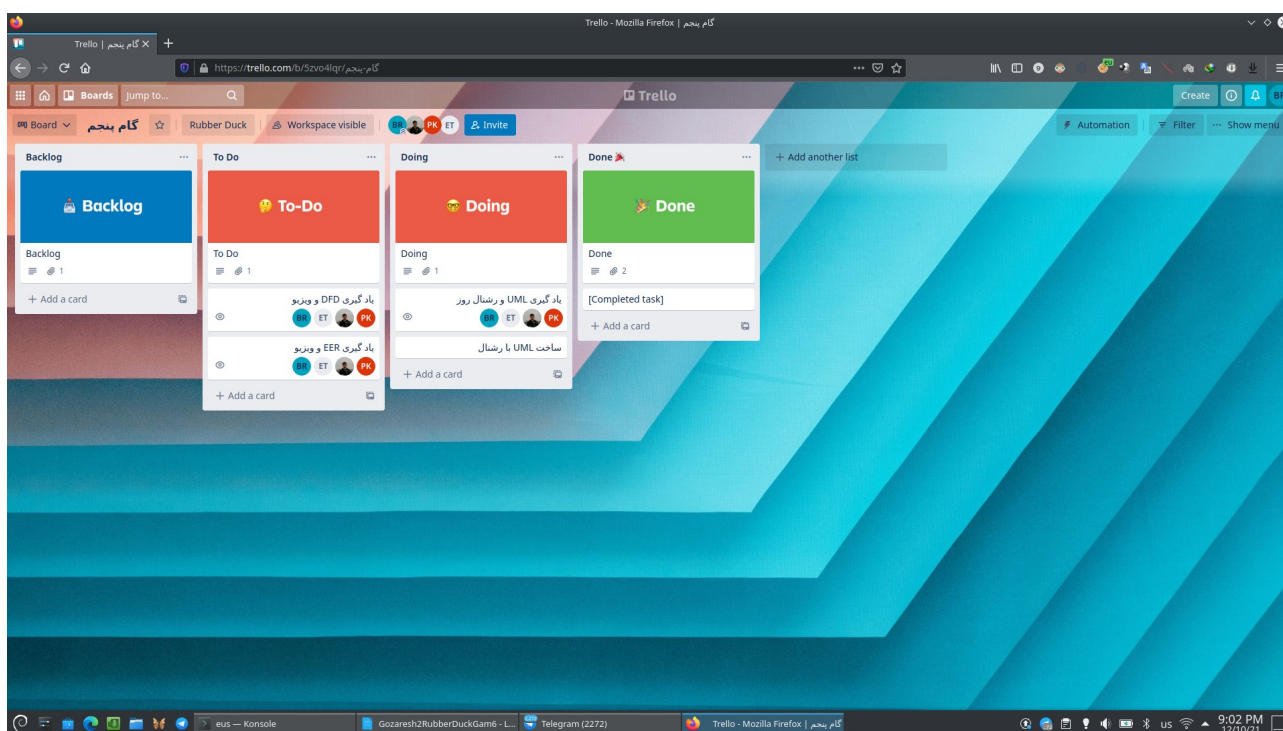 گام پنجم | Trello - Mozilla Firefox
گام پنجم | Trello
https://trello.com/b/5zvo4lqr/گام-پنجم
Boards
Jump to...
Trello
Create
Board
گام پنجم
Rubber Duck
Workspace visible
BR
PK
ET
Invite
Automation
Filter
Show menu
Backlog
Backlog
Backlog
1
+ Add a card
To Do
To-Do
To Do
1
یاد گیری DFD و ویزیو
BR ET PK
یاد گیری EER و ویزیو
BR ET PK
+ Add a card
Doing
Doing
Doing
1
یاد گیری UML و رشنال روز
BR ET PK
ساخت UML با رشنال
+ Add a card
Done
Done
Done
2
[Completed task]
+ Add a card
+ Add another list
eus — Konsole
Gozaresh2RubberDuckGam6 - L...
Telegram (2272)
گام پنجم | Trello - Mozilla Firefox
us
9:02 PM
12/10/21